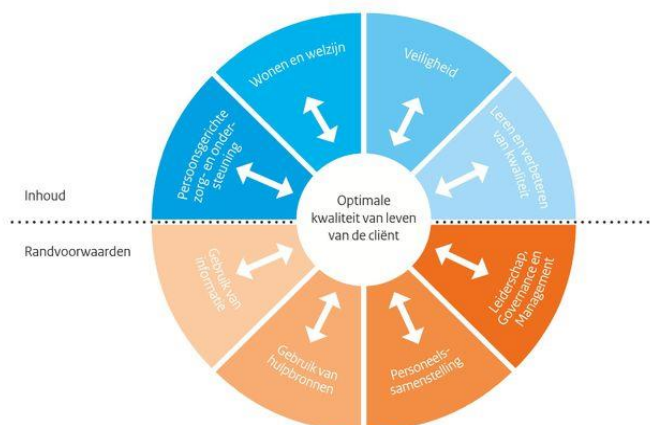 Wonen en welzijn
Veiligheid
Persoonsgerichte
zorg- en onder-
steuning
Leren en verbeteren
van kwaliteit
Inhoud
Optimale
kwaliteit van leven
van de cliënt
Randvoorwaarden
Gebruik van
informatie
Leiderschap,
Governance en
Management
Gebruik van
hulpbronnen
Personeels-
samenstelling